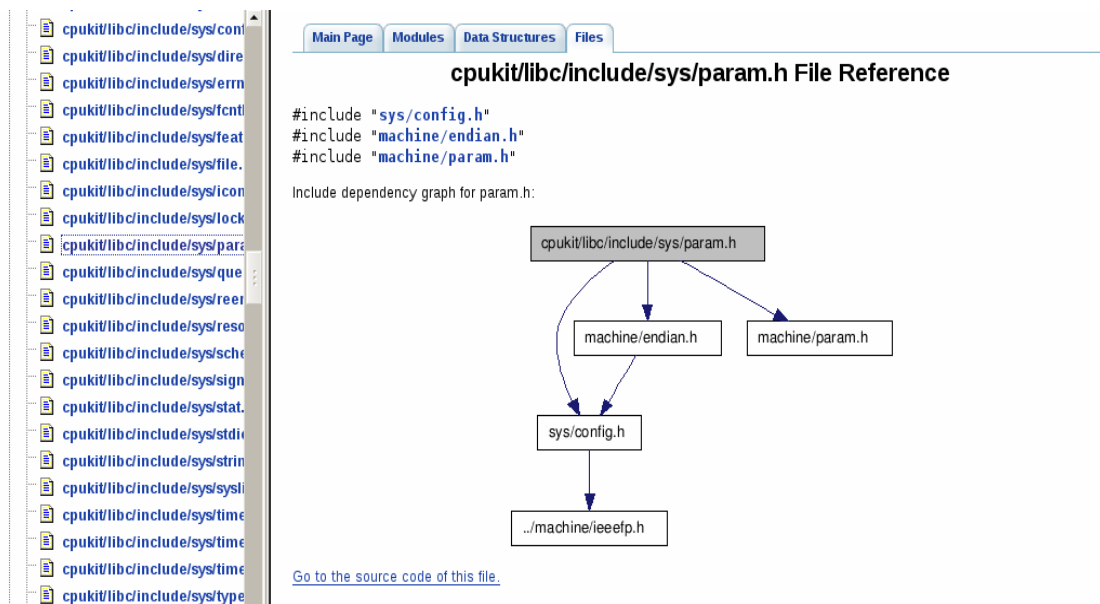 cpukit/libc/include/sys/conf
cpukit/libc/include/sys/dire
cpukit/libc/include/sys/errn
cpukit/libc/include/sys/fcntl
cpukit/libc/include/sys/feat
cpukit/libc/include/sys/file.
cpukit/libc/include/sys/icon
cpukit/libc/include/sys/lock
cpukit/libc/include/sys/para
cpukit/libc/include/sys/que
cpukit/libc/include/sys/reer
cpukit/libc/include/sys/reso
cpukit/libc/include/sys/sche
cpukit/libc/include/sys/sign
cpukit/libc/include/sys/stat.
cpukit/libc/include/sys/stdi
cpukit/libc/include/sys/strin
cpukit/libc/include/sys/sysli
cpukit/libc/include/sys/time
cpukit/libc/include/sys/time
cpukit/libc/include/sys/time
cpukit/libc/include/sys/type
Main Page Modules Data Structures Files
cpukit/libc/include/sys/param.h File Reference
#include "sys/config.h"
#include "machine/endian.h"
#include "machine/param.h"
Include dependency graph for param.h:
cpukit/libc/include/sys/param.h
machine/endian.h machine/param.h
sys/config.h
../machine/ieeefp.h
Go to the source code of this file.